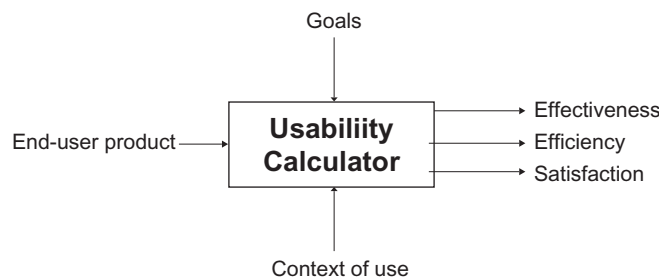 Goals
End-user product
Usabiliity
Calculator
Effectiveness
Efficiency
Satisfaction
Context of use